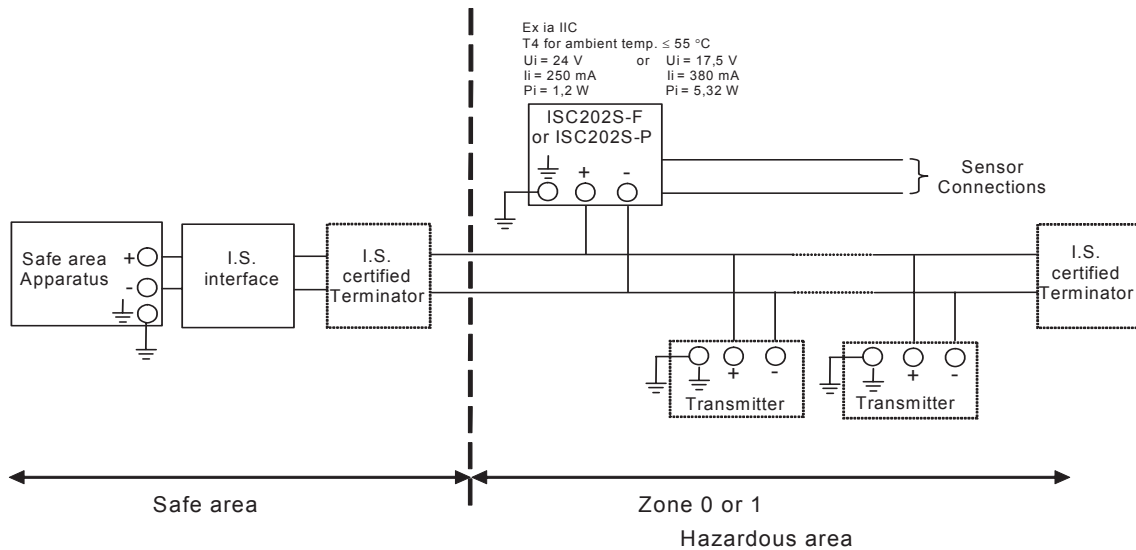 Ex ia IIC
T4 for ambient temp. ≤ 55 °C
Ui = 24 V or Ui = 17,5 V
Ii = 250 mA Ii = 380 mA
Pi = 1,2 W Pi = 5,32 W
ISC202S-F
or ISC202S-P
+ -
Sensor
Connections
Safe area
Apparatus
+
-
I.S.
interface
I.S.
certified
Terminator
I.S.
certified
Terminator
+ -
Transmitter
+ -
Transmitter
Safe area
Zone 0 or 1
Hazardous area